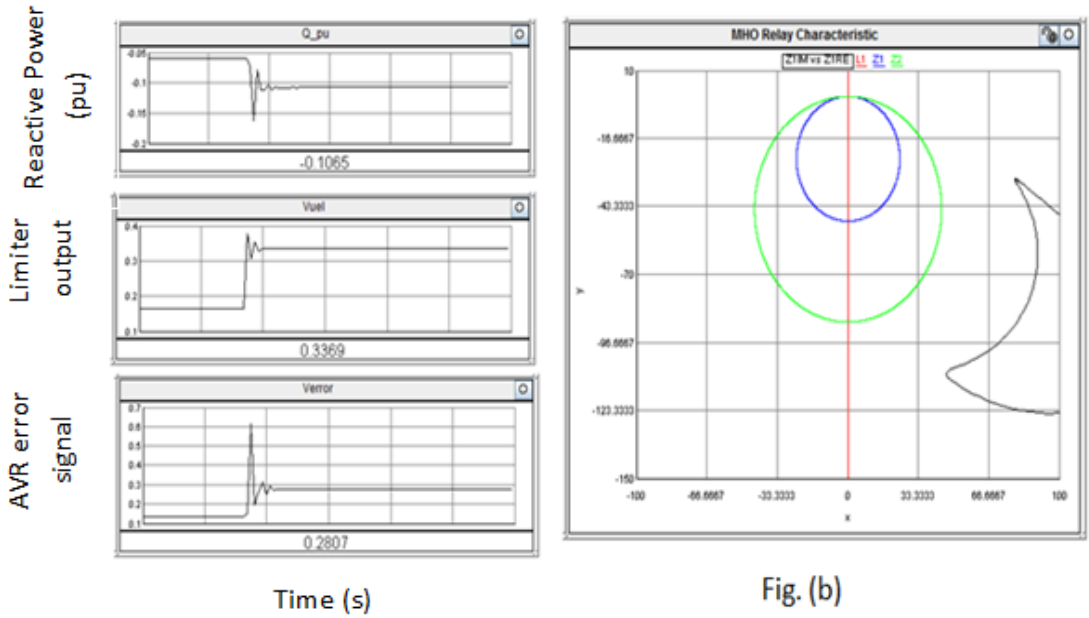 Reactive Power
(pu)
Q_pu
-0.05
-0.1
-0.15
-0.2
-0.1065
Limiter
output
Vuel
0.4
0.3
0.2
0.1
0.3369
AVR error
signal
Verror
0.7
0.6
0.5
0.4
0.3
0.2
0.1
0.2807
Time (s)
MHO Relay Characteristic
Z1IM vs Z1RE L1 Z1 Z2
10
-16.6667
-43.3333
-70
-96.6667
-123.3333
-150
y
-100 -66.6667 -33.3333 0 33.3333 66.6667 100
x
Fig. (b)